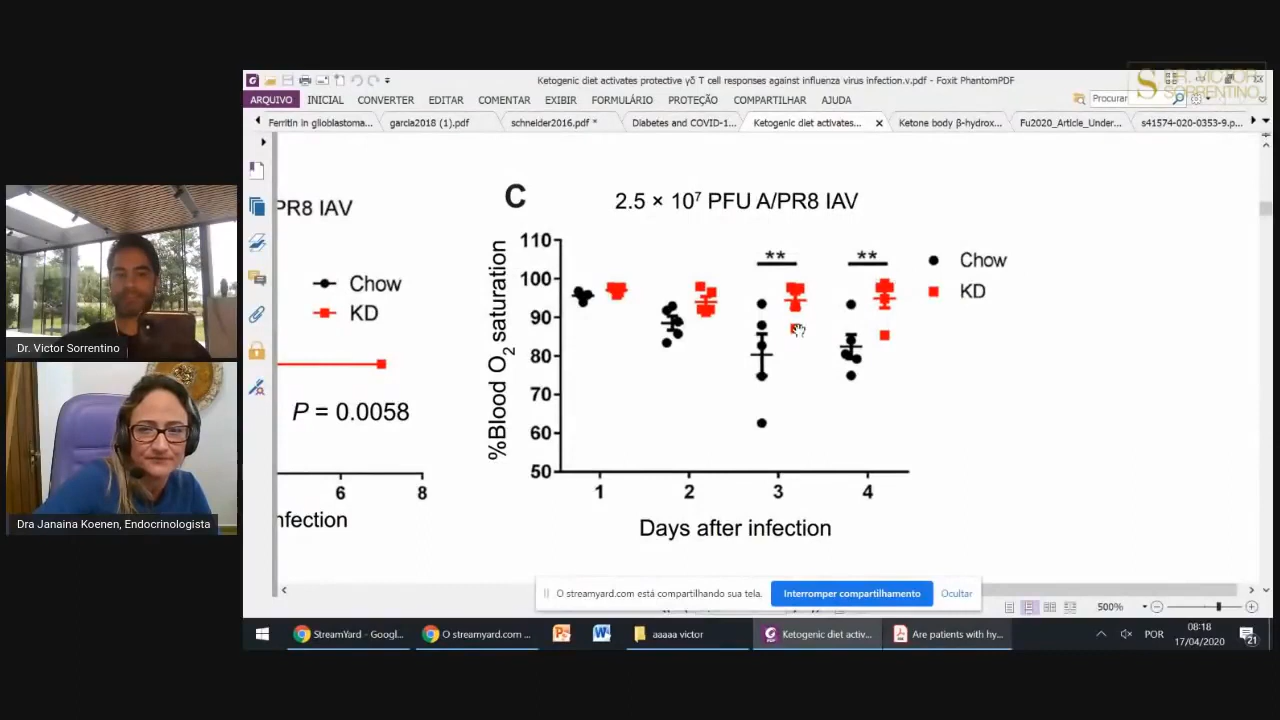 Ketogenic diet activates protective γδ T cell responses against influenza virus infection.v.pdf - Foxit PhantomPDF
DR. VICTOR
SORRENTINO
ARQUIVO INICIAL CONVERTER EDITAR COMENTAR EXIBIR FORMULÁRIO PROTEÇÃO COMPARTILHAR AJUDA
Procurar
Ferritin in glioblastoma... garcia2018 (1).pdf schneider2016.pdf * Diabetes and COVID-1... Ketogenic diet activates... Ketone body β-hydrox... Fu2020_Article_Under... s41574-020-0353-9.p...
PR8 IAV
Chow
KD
P = 0.0058
6 8
nfection
C
2.5 × 10⁷ PFU A/PR8 IAV
%Blood O₂ saturation
110
100
90
80
70
60
50
** **
Chow
KD
1 2 3 4
Days after infection
Dr. Victor Sorrentino
Dra Janaina Koenen, Endocrinologista
O streamyard.com está compartilhando sua tela. Interromper compartilhamento Ocultar
500%
StreamYard - Googl... O streamyard.com ... aaaaa victor Ketogenic diet activ... Are patients with hy...
POR
08:18
17/04/2020
21